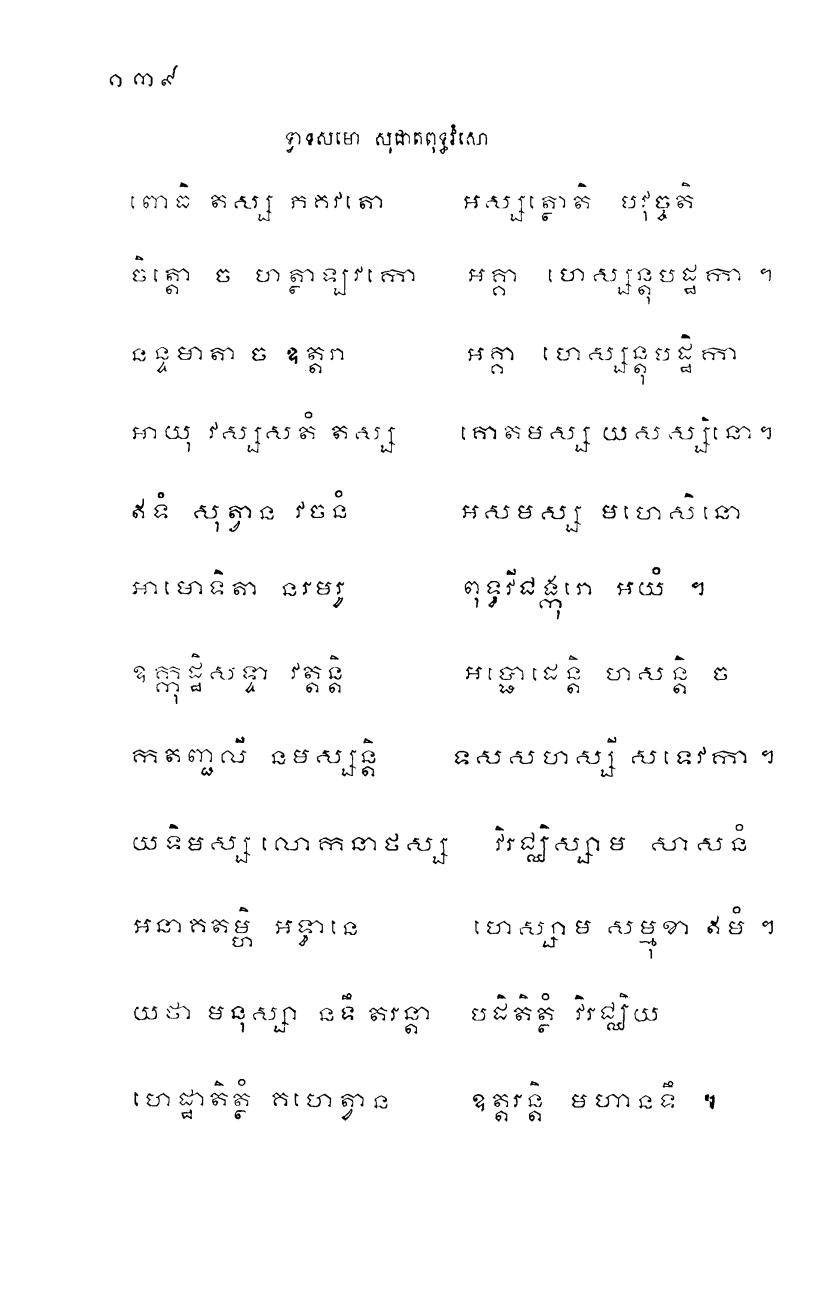 ១៣៩
ទ្វាទសមោ សុជាតពុទ្ធវំសោ
ពោធិ តស្ស ភគវតោ អស្សត្ថោតិ បវុច្ចតិ
ចិត្តោ ច ហត្ថាឡ្បវកោ អគ្គា ហេស្សន្តុបដ្ឋកា ។
នន្ទមាតា ច ឧត្តរា អគ្គា ហេស្សន្តុបដ្ឋិកា
អាយុ វស្សសតំ តស្ស គោតមស្ស យសស្សិនោ។
ឥទំ សុត្វាន វចនំ អសមស្ស មហេសិនោ
អាមោទិតា នរមរូ ពុទ្ធវីជង្កុរោ អយំ ។
ឧក្កុដ្ឋិសទ្ទា វត្តន្តិ អប្ផោដេន្តិ ហសន្តិ ច
កតញ្ជលី នមស្សន្តិ ទសសហស្សី សទេវកា ។
យទិមស្ស លោកនាថស្ស វិរជ្ឈិស្សាម សាសនំ
អនាគតម្ហិ អទ្ធានេ ហេស្សាម សម្មុខា ឥមំ ។
យថា មនុស្សា នទឹ តរន្តា បដិតិត្ថំ វិរជ្ឈិយ
ហេដ្ឋាតិត្ថំ គហេត្វាន ឧត្តរន្តិ មហានទឹ ៕